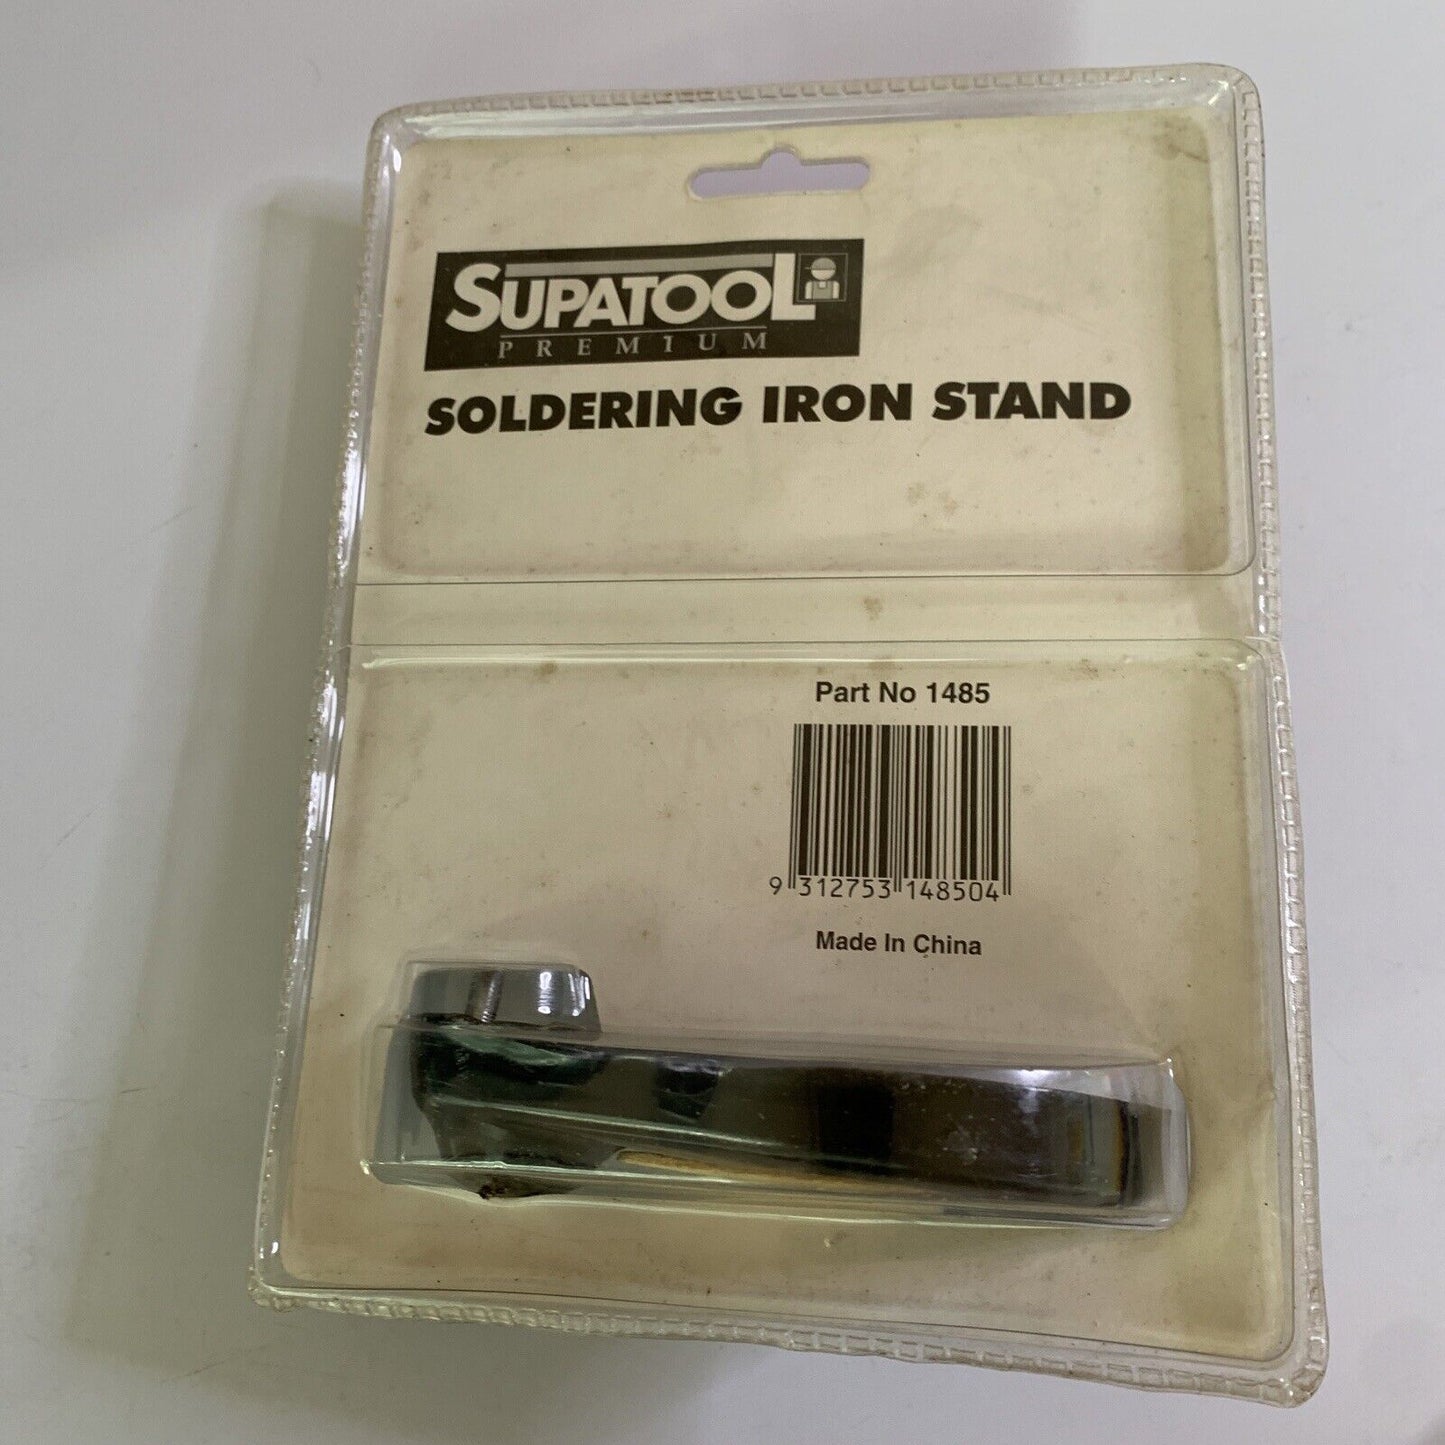 SUPATOOL
PREMIUM
SOLDERING IRON STAND
Part No 1485
9 312753 148504
Made In China